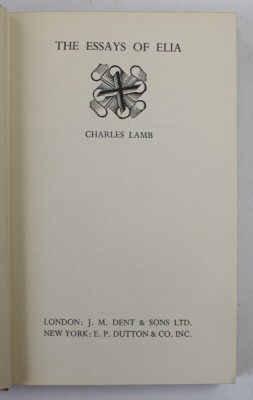 THE ESSAYS OF ELIA
CHARLES LAMB
LONDON: J. M. DENT & SONS LTD.
NEW YORK: E. P. DUTTON & CO. INC.